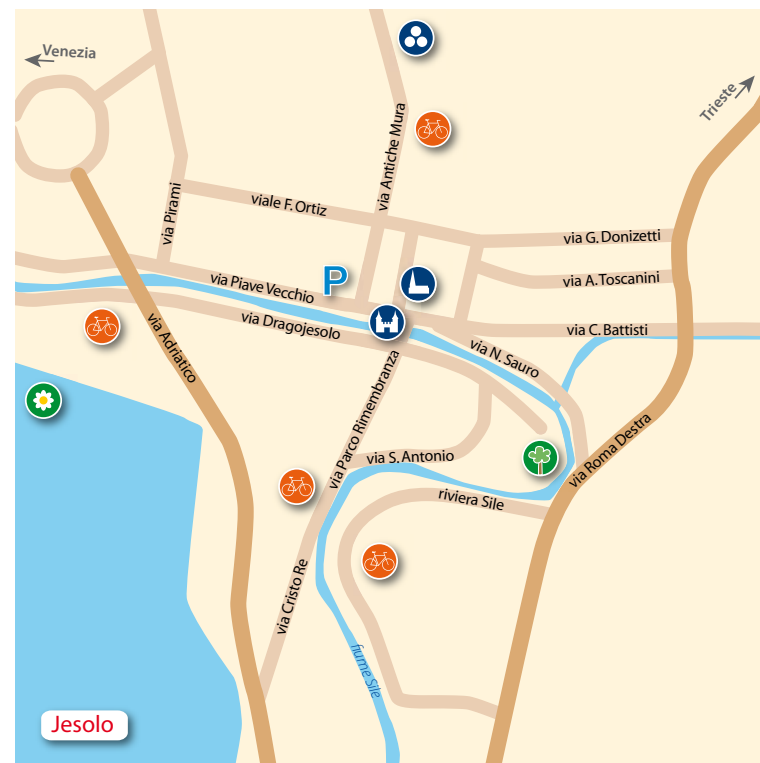 Venezia
Trieste
via Antiche Mura
viale F. Ortiz
via Pirami
via G. Donizetti
via A. Toscanini
P
via Piave Vecchio
via Dragojesolo
via C. Battisti
via Adriatico
via N. Sauro
via Parco Rimembranza
via Roma Destra
via S. Antonio
riviera Sile
via Cristo Re
fiume Sile
Jesolo